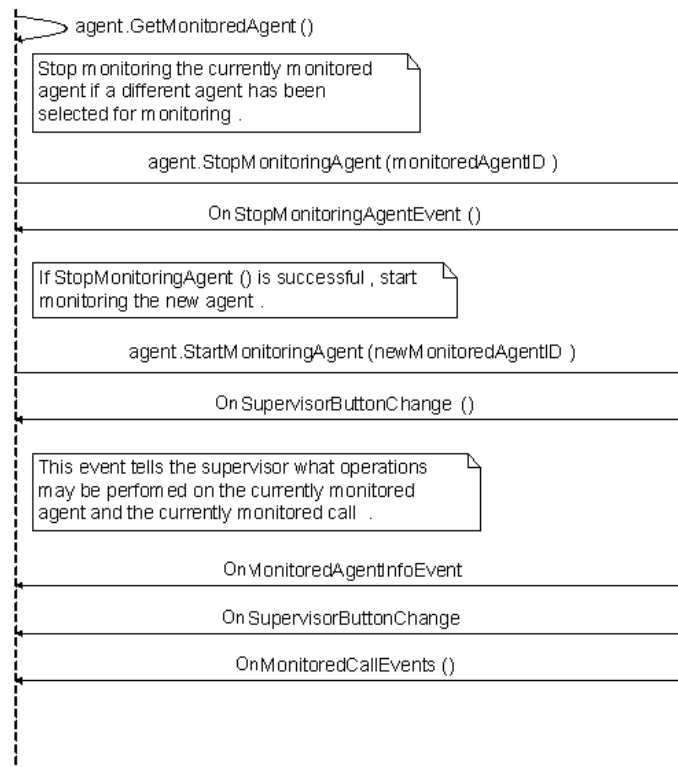 agent.GetMonitoredAgent ()
Stop monitoring the currently monitored
agent if a different agent has been
selected for monitoring .
agent.StopMonitoringAgent (monitoredAgentID )
OnStopMonitoringAgentEvent ()
If StopMonitoringAgent () is successful , start
monitoring the new agent .
agent.StartMonitoringAgent (newMonitoredAgentID )
OnSupervisorButtonChange ()
This event tells the supervisor what operations
may be perfomed on the currently monitored
agent and the currently monitored call .
OnMonitoredAgentInfoEvent
OnSupervisorButtonChange
OnMonitoredCallEvents ()